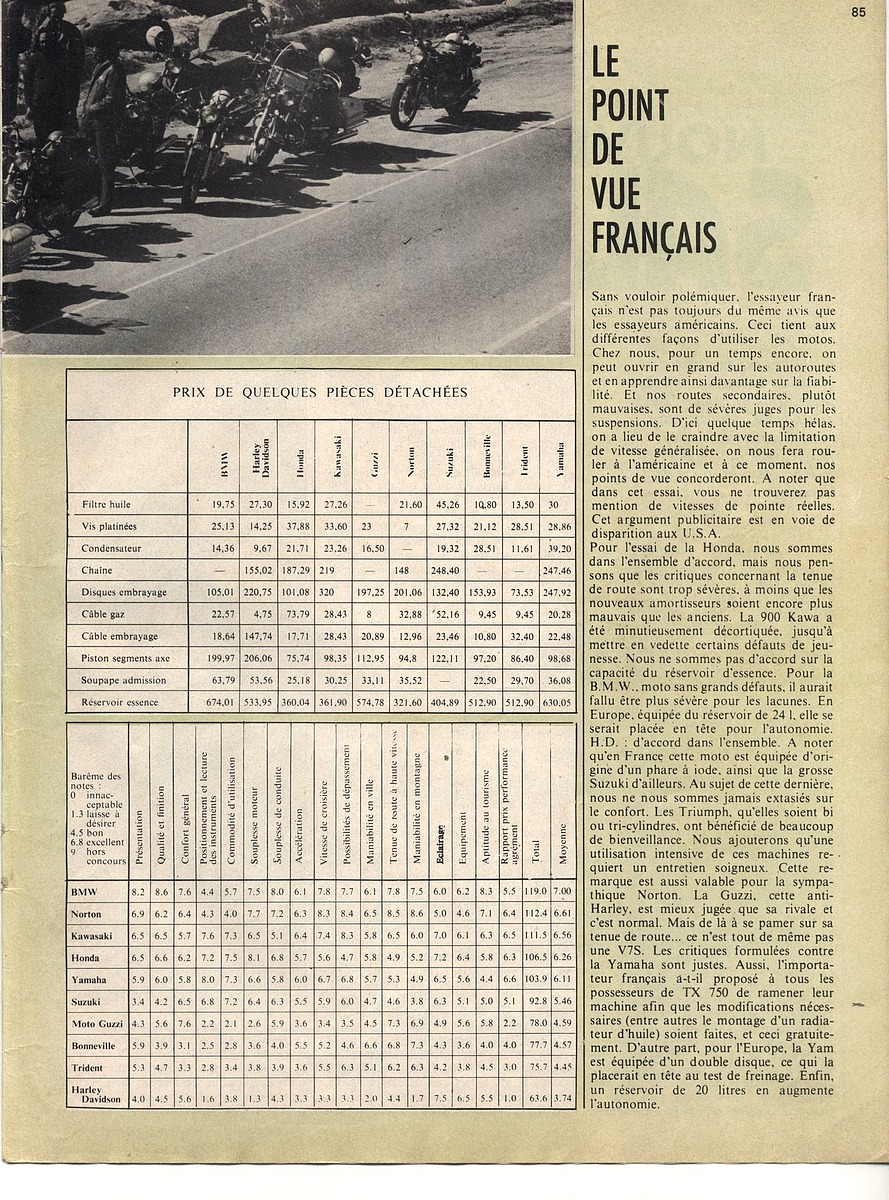 85
LE
POINT
DE
VUE
FRANÇAIS
Sans vouloir polémiquer, l'essayeur fran-
çais n'est pas toujours du même avis que
les essayeurs américains. Ceci tient aux
différentes façons d'utiliser les motos.
Chez nous, pour un temps encore, on
peut ouvrir en grand sur les autoroutes
et en apprendre ainsi davantage sur la fiabi-
lité. Et nos routes secondaires, plutôt
mauvaises, sont de sévères juges pour les
suspensions. D'ici quelque temps hélas,
on a lieu de le craindre avec la limitation
de vitesse généralisée, on nous fera rou-
ler à l'américaine et à ce moment, nos
points de vue concorderont. A noter que
dans cet essai, vous ne trouverez pas
mention de vitesses de pointe réelles.
Cet argument publicitaire est en voie de
disparition aux U.S.A.
Pour l'essai de la Honda, nous sommes
dans l'ensemble d'accord, mais nous pen-
sons que les critiques concernant la tenue
de route sont trop sévères, à moins que les
nouveaux amortisseurs soient encore plus
mauvais que les anciens. La 900 Kawa a
été minutieusement décortiquée, jusqu'à
mettre en vedette certains défauts de jeu-
nesse. Nous ne sommes pas d'accord sur la
capacité du réservoir d'essence. Pour la
B.M.W., moto sans grands défauts, il aurait
fallu être plus sévère pour les lacunes. En
Europe, équipée du réservoir de 24 l, elle se
serait placée en tête pour l'autonomie.
H.D. : d'accord dans l'ensemble. A noter
qu'en France cette moto est équipée d'ori-
gine d'un phare à iode, ainsi que la grosse
Suzuki d'ailleurs. Au sujet de cette dernière,
nous ne nous sommes jamais extasiés sur
le confort. Les Triumph, qu'elles soient bi
ou tri-cylindres, ont bénéficié de beaucoup
de bienveillance. Nous ajouterons qu'une
utilisation intensive de ces machines re-
quiert un entretien soigneux. Cette re-
marque est aussi valable pour la sympa-
thique Norton. La Guzzi, cette anti-
Harley, est mieux jugée que sa rivale et
c'est normal. Mais de là à se pamer sur sa
tenue de route... ce n'est tout de même pas
une V7S. Les critiques formulées contre
la Yamaha sont justes. Aussi, l'importa-
teur français a-t-il proposé à tous les
possesseurs de TX 750 de ramener leur
machine afin que les modifications néces-
saires (entre autres le montage d'un radia-
teur d'huile) soient faites, et ceci gratuite-
ment. D'autre part, pour l'Europe, la Yam
est équipée d'un double disque, ce qui la
placerait en tête au test de freinage. Enfin,
un réservoir de 20 litres en augmente
l'autonomie.
PRIX DE QUELQUES PIÈCES DÉTACHÉES
BMW Harley Davidson Honda Kawasaki Guzzi Norton Suzuki Bonneville Trident Yamaha
Filtre huile 19,75 27,30 15,92 27,26 — 21,60 45,26 10,80 13,50 30
Vis platinées 25,13 14,25 37,88 33,60 23 7 27,32 21,12 28,51 28,86
Condensateur 14,36 9,67 21,71 23,26 16,50 — 19,32 28,51 11,61 39,20
Chaîne — 155,02 187,29 219 — 148 248,40 — — 247,46
Disques embrayage 105,01 220,75 101,08 320 197,25 201,06 132,40 153,93 73,53 247,92
Câble gaz 22,57 4,75 73,79 28,43 8 32,88 52,16 9,45 9,45 20,28
Câble embrayage 18,64 147,74 17,71 28,43 20,89 12,96 23,46 10,80 32,40 22,48
Piston segments axe 199,97 206,06 75,74 98,35 112,95 94,8 122,11 97,20 86,40 98,68
Soupape admission 63,79 53,56 25,18 30,25 33,11 35,52 — 22,50 29,70 36,08
Réservoir essence 674,01 533,95 360,04 361,90 574,78 321,60 404,89 512,90 512,90 630,05
Barême des
notes :
0 innac-
ceptable
1.3 laisse à
désirer
4.5 bon
6.8 excellent
9 hors
concours
Présentation
Qualité et finition
Confort général
Positionnement et lecture
des instruments
Commodité d'utilisation
Souplesse moteur
Souplesse de conduite
Accélération
Vitesse de croisière
Possibilités de dépassement
Maniabilité en ville
Tenue de route à haute vitesse
Maniabilité en montagne
Eclairage
Equipement
Aptitude au tourisme
Rapport prix performance
agrément
Total
Moyenne
BMW 8.2 8.6 7.6 4.4 5.7 7.5 8.0 6.1 7.8 7.7 6.1 7.8 7.5 6.0 6.2 8.3 5.5 119.0 7.00
Norton 6.9 6.2 6.4 4.3 4.0 7.7 7.2 6.3 8.3 8.4 6.5 8.5 8.6 5.0 4.6 7.1 6.4 112.4 6.61
Kawasaki 6.5 6.5 5.7 7.6 7.3 6.5 5.1 6.4 7.4 8.3 5.8 6.5 6.0 7.0 6.1 6.3 6.5 111.5 6.56
Honda 6.5 6.6 6.2 7.2 7.5 8.1 6.8 5.7 5.6 4.7 5.8 4.9 5.2 7.2 6.4 5.8 6.3 106.5 6.26
Yamaha 5.9 6.0 5.8 8.0 7.3 6.6 5.8 6.0 6.7 6.8 5.7 5.3 4.9 6.5 5.6 4.4 6.6 103.9 6.11
Suzuki 3.4 4.2 6.5 6.8 7.2 6.4 6.3 5.5 5.9 6.0 4.7 4.6 3.8 6.3 5.1 5.0 5.1 92.8 5.46
Moto Guzzi 4.3 5.6 7.6 2.2 2.1 2.6 5.9 3.6 3.4 3.5 4.5 7.3 6.9 4.9 5.6 5.8 2.2 78.0 4.59
Bonneville 5.9 3.9 3.1 2.5 2.8 3.6 4.0 5.5 5.2 4.6 6.6 6.8 7.3 4.3 3.6 4.0 4.0 77.7 4.57
Trident 5.3 4.7 3.3 2.8 3.4 3.8 3.9 3.6 5.5 6.3 5.1 6.2 6.3 4.2 3.8 4.5 3.0 75.7 4.45
Harley
Davidson 4.0 4.5 5.6 1.6 3.8 1.3 4.3 3.3 3.3 3.3 2.0 4.4 1.7 7.5 6.5 5.5 1.0 63.6 3.74